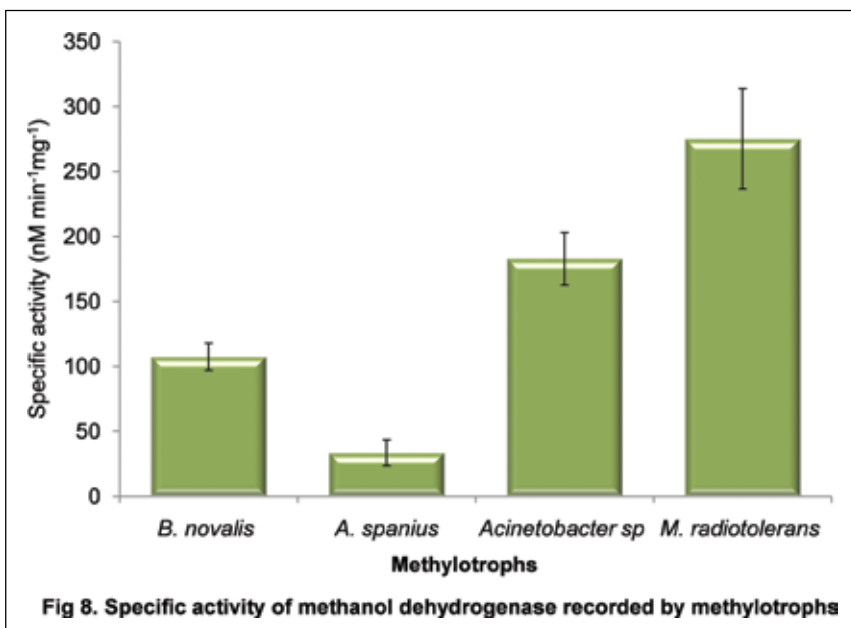 350
300
250
200
150
100
50
0
Specific activity (nM min⁻¹mg⁻¹)
B. novalis A. spanius Acinetobacter sp M. radiotolerans
Methylotrophs
Fig 8. Specific activity of methanol dehydrogenase recorded by methylotrophs